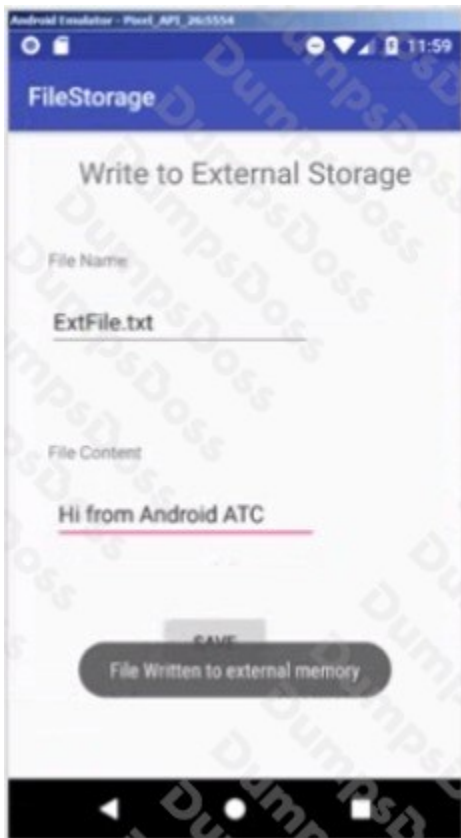 Android Emulator - Pixel_API_26:5554
11:59
FileStorage
Write to External Storage
File Name
ExtFile.txt
File Content
Hi from Android ATC
SAVE
File Written to external memory
DumpsDoss